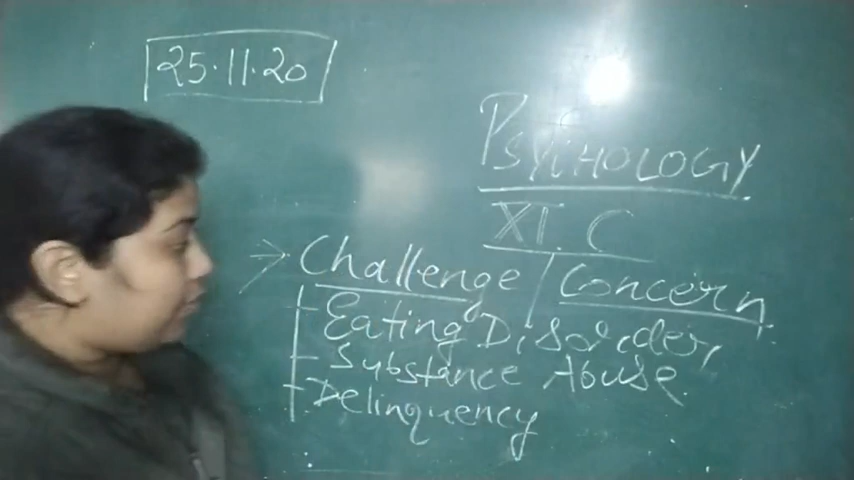 25.11.20
PSYCHOLOGY
XI. C
→ Challenge / Concern
Eating Disorder,
Substance Abuse
Delinquency